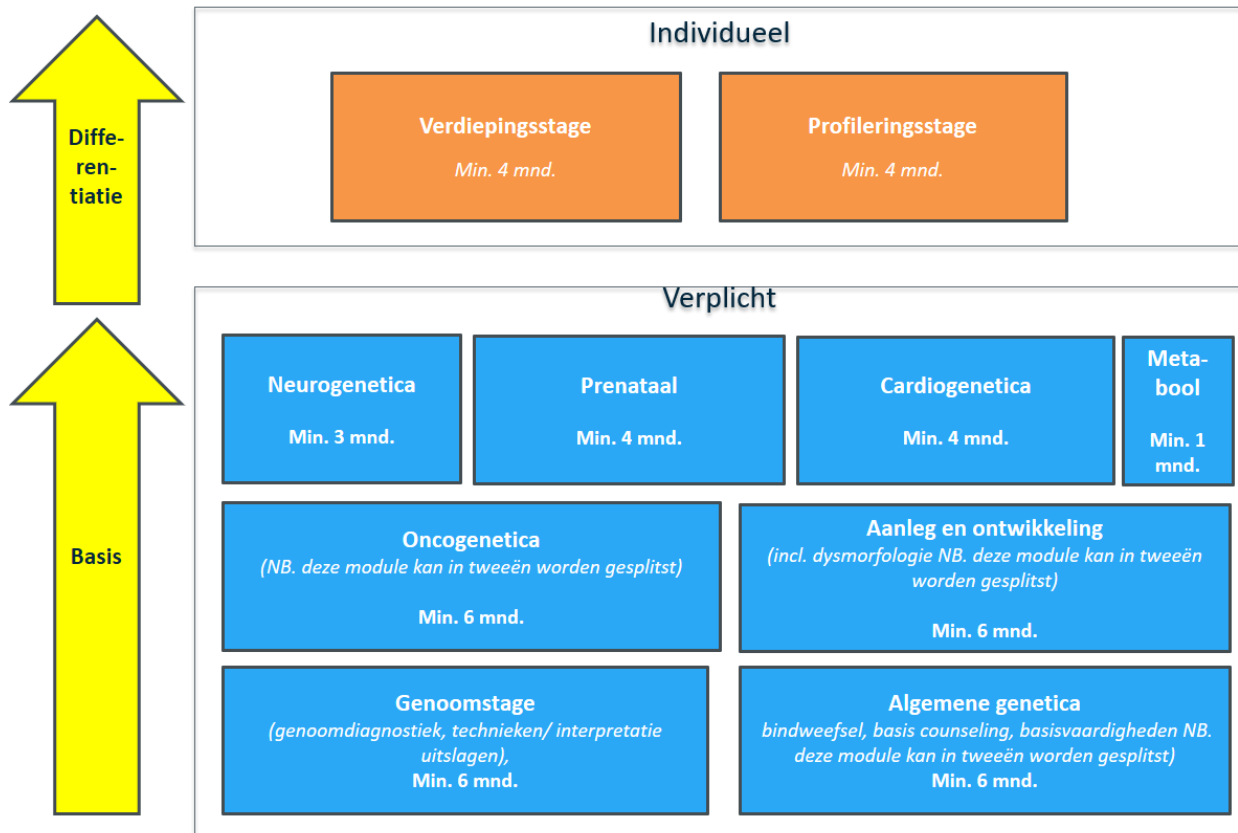 Individueel
Verdiepingsstage
Min. 4 mnd.
Profileringsstage
Min. 4 mnd.
Diffe-
ren-
tiatie
Verplicht
Neurogenetica
Min. 3 mnd.
Prenataal
Min. 4 mnd.
Cardiogenetica
Min. 4 mnd.
Meta-
bool
Min. 1
mnd.
Basis
Oncogenetica
(NB. deze module kan in tweeën worden gesplitst)
Min. 6 mnd.
Aanleg en ontwikkeling
(incl. dysmorfologie NB. deze module kan in tweeën
worden gesplitst)
Min. 6 mnd.
Genoomstage
(genoomdiagnostiek, technieken/ interpretatie
uitslagen),
Min. 6 mnd.
Algemene genetica
bindweefsel, basis counseling, basisvaardigheden NB.
deze module kan in tweeën worden gesplitst)
Min. 6 mnd.